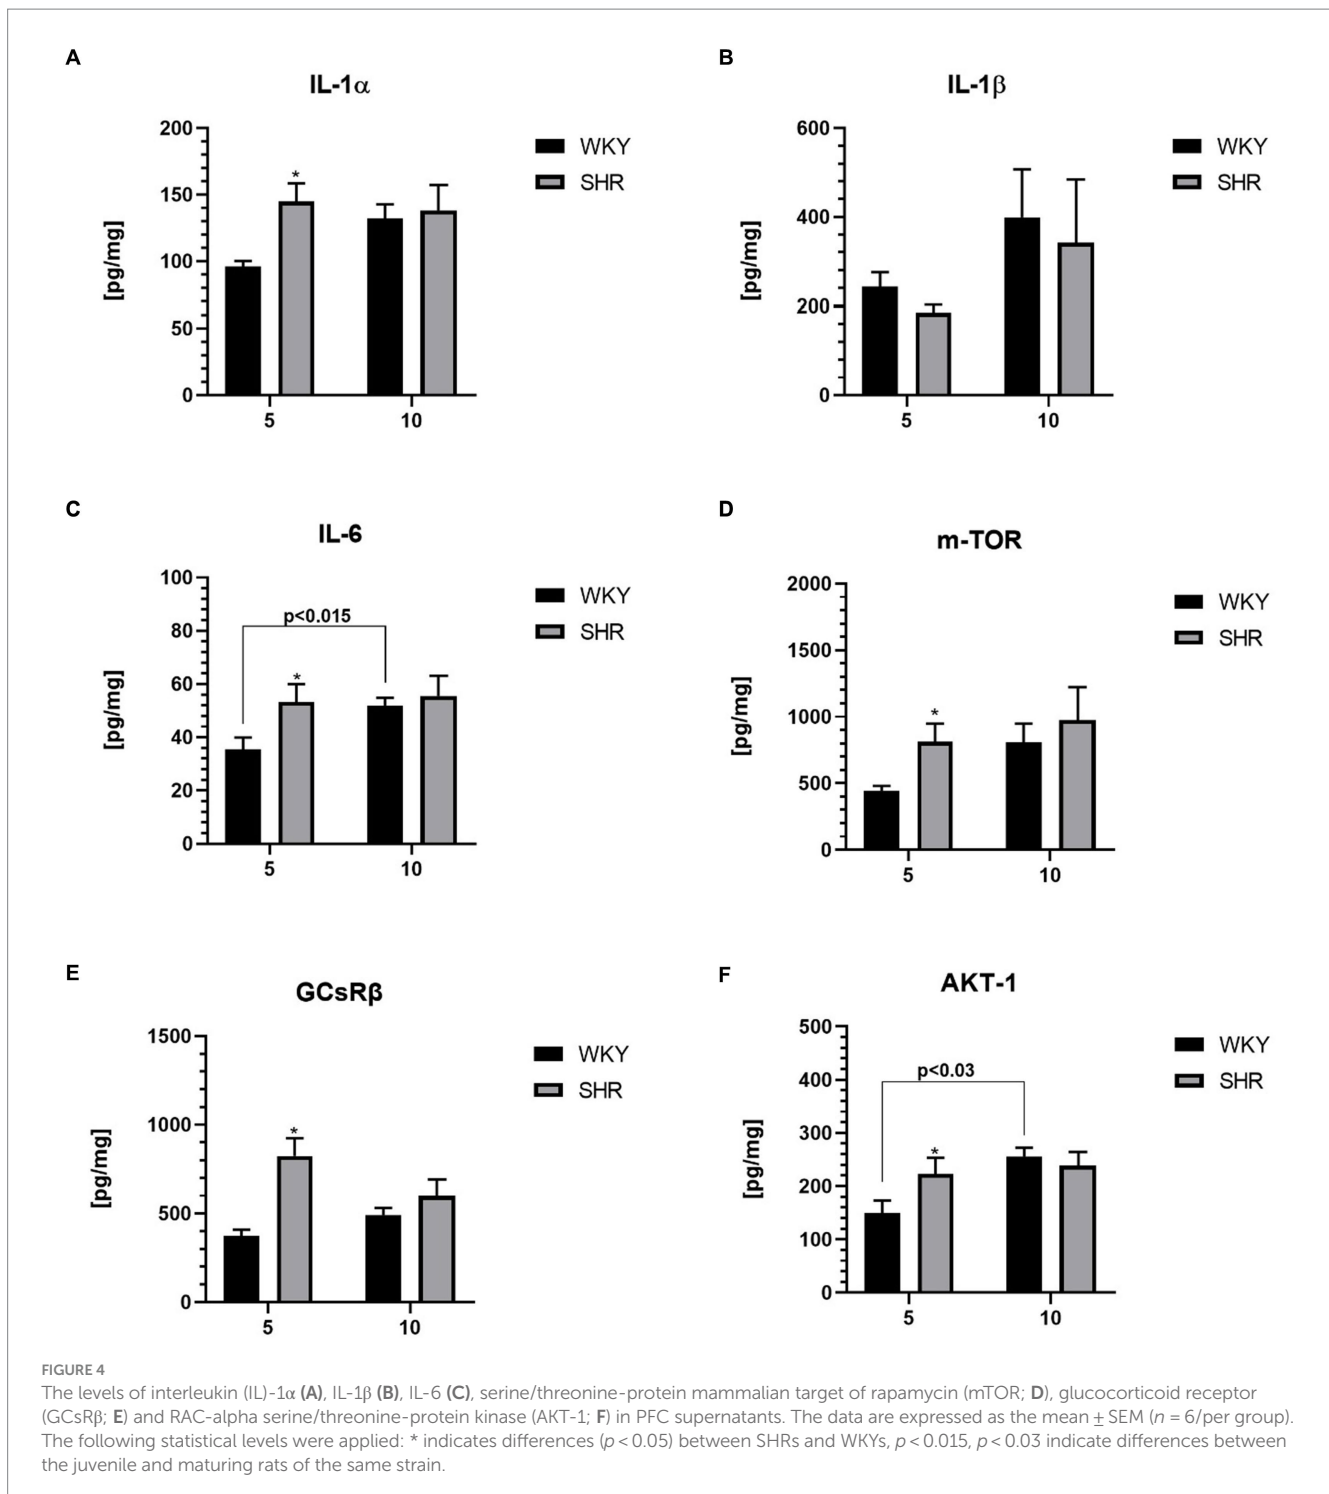 A
IL-1α
200
150
100
50
0
[pg/mg]
*
5
10
WKY
SHR
B
IL-1β
600
400
200
0
[pg/mg]
5
10
WKY
SHR
C
IL-6
100
80
60
40
20
0
[pg/mg]
p<0.015
*
5
10
WKY
SHR
D
m-TOR
2000
1500
1000
500
0
[pg/mg]
*
5
10
WKY
SHR
E
GCsRβ
1500
1000
500
0
[pg/mg]
*
5
10
WKY
SHR
F
AKT-1
500
400
300
200
100
0
[pg/mg]
p<0.03
*
5
10
WKY
SHR
FIGURE 4
The levels of interleukin (IL)-1α (A), IL-1β (B), IL-6 (C), serine/threonine-protein mammalian target of rapamycin (mTOR; D), glucocorticoid receptor
(GCsRβ; E) and RAC-alpha serine/threonine-protein kinase (AKT-1; F) in PFC supernatants. The data are expressed as the mean ± SEM (n = 6/per group).
The following statistical levels were applied: * indicates differences (p < 0.05) between SHRs and WKYs, p < 0.015, p < 0.03 indicate differences between
the juvenile and maturing rats of the same strain.